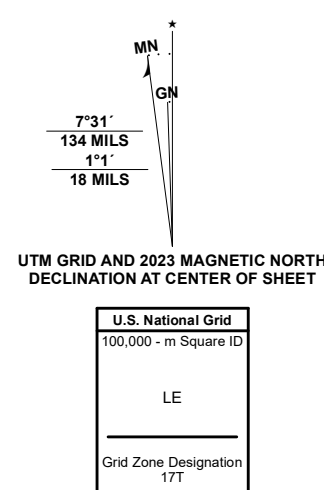 MN
GN
7°31´
134 MILS
1°1´
18 MILS
UTM GRID AND 2023 MAGNETIC NORTH
DECLINATION AT CENTER OF SHEET
U.S. National Grid
100,000 - m Square ID
LE
Grid Zone Designation
17T